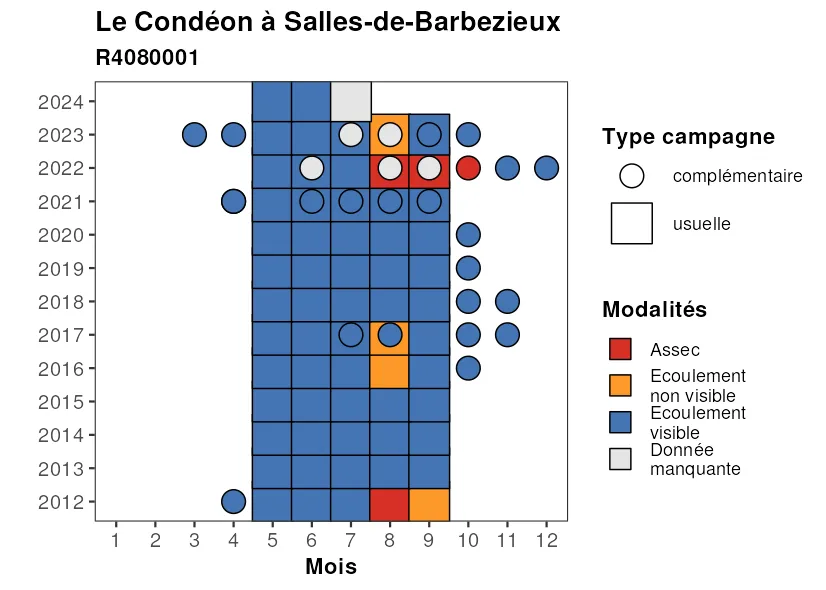 Le Condéon à Salles-de-Barbezieux
R4080001
2024
2023
2022
2021
2020
2019
2018
2017
2016
2015
2014
2013
2012
1 2 3 4 5 6 7 8 9 10 11 12
Mois
Type campagne
complémentaire
usuelle
Modalités
Assec
Ecoulement
non visible
Ecoulement
visible
Donnée
manquante